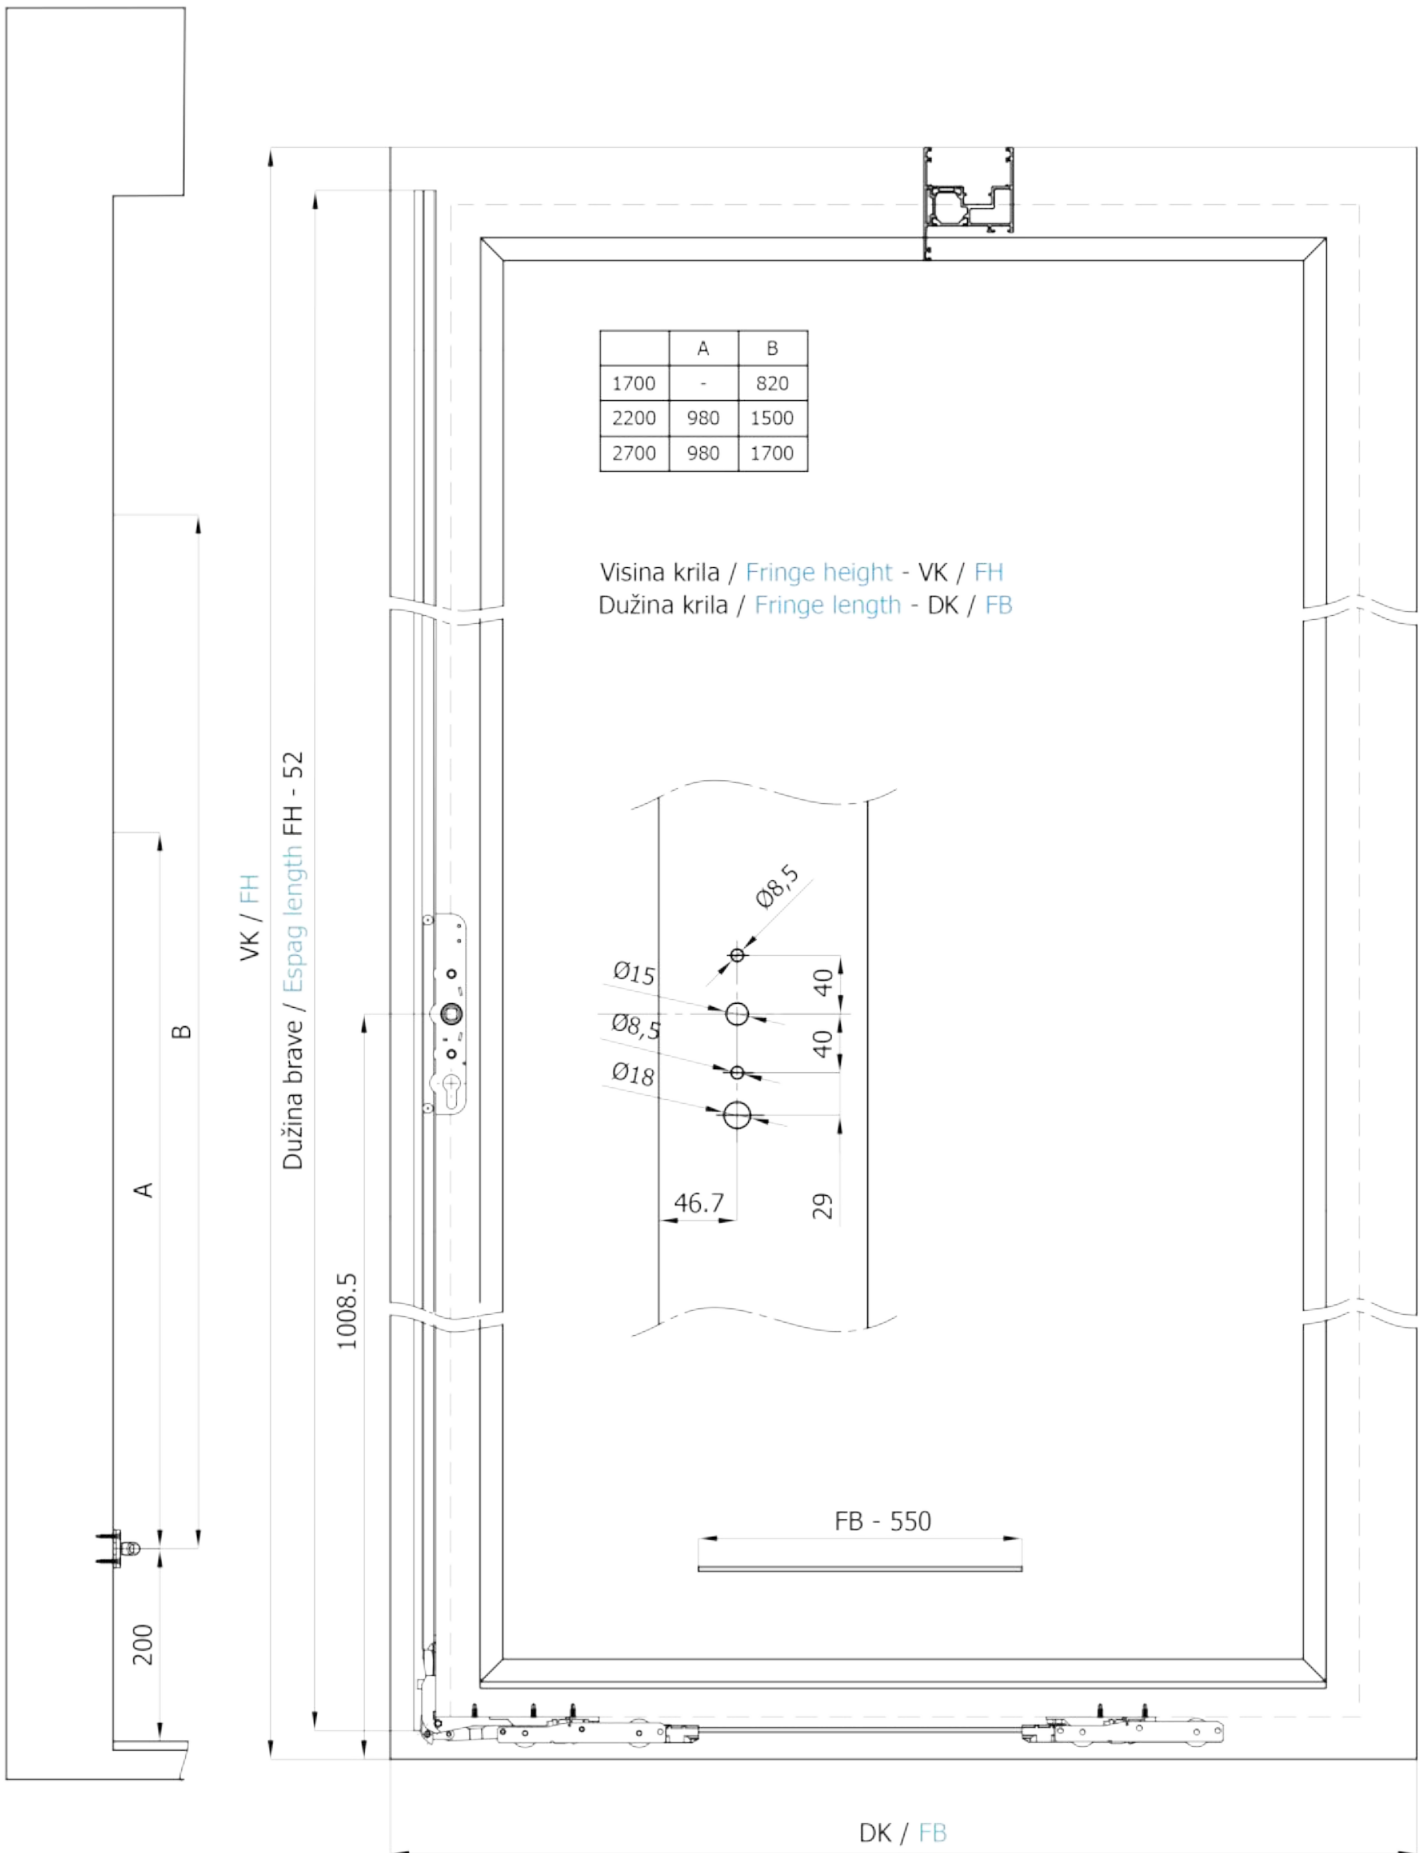 A B
1700 - 820
2200 980 1500
2700 980 1700
Visina krila / Fringe height - VK / FH
Dužina krila / Fringe length - DK / FB
VK / FH
Dužina brave / Espag length FH - 52
B
A
200
1008.5
Ø8,5
Ø15
Ø8,5
Ø18
40
40
29
46.7
FB - 550
DK / FB